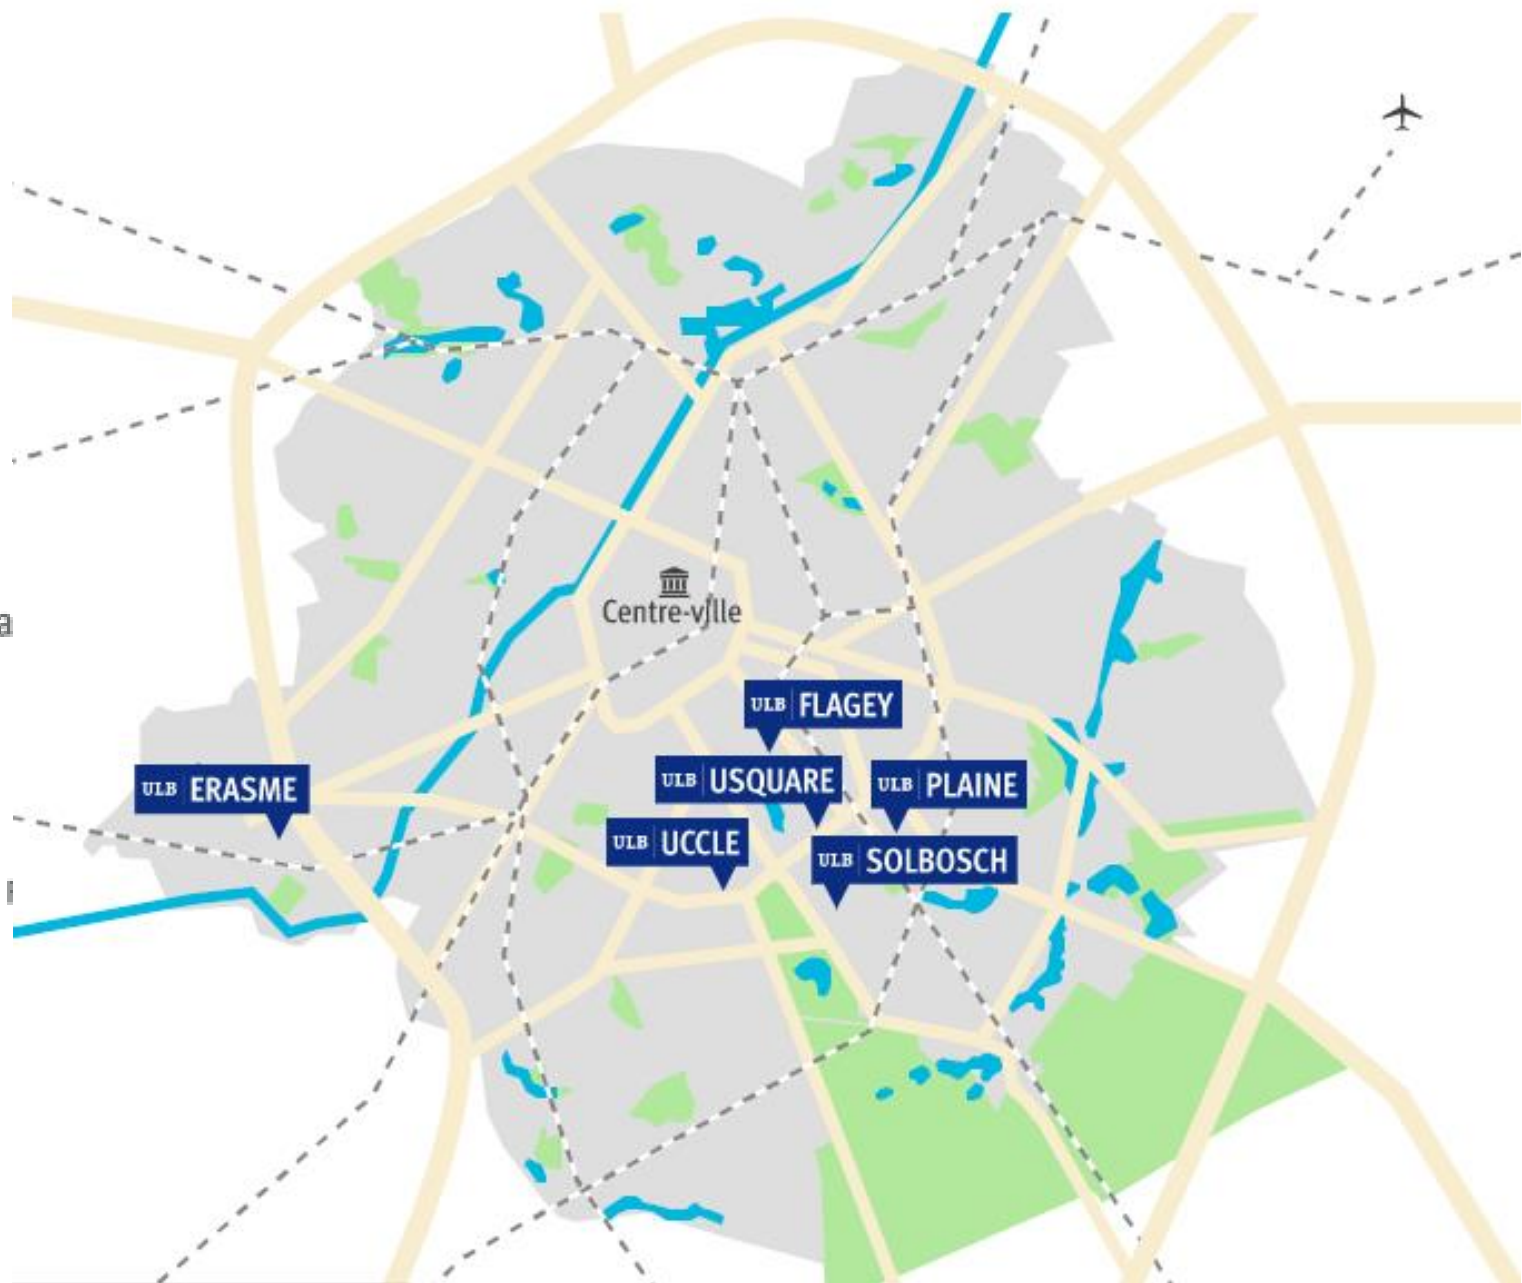 Centre-ville
ULB FLAGEY
ULB USQUARE
ULB PLAINE
ULB ERASME
ULB UCCLE
ULB SOLBOSCH